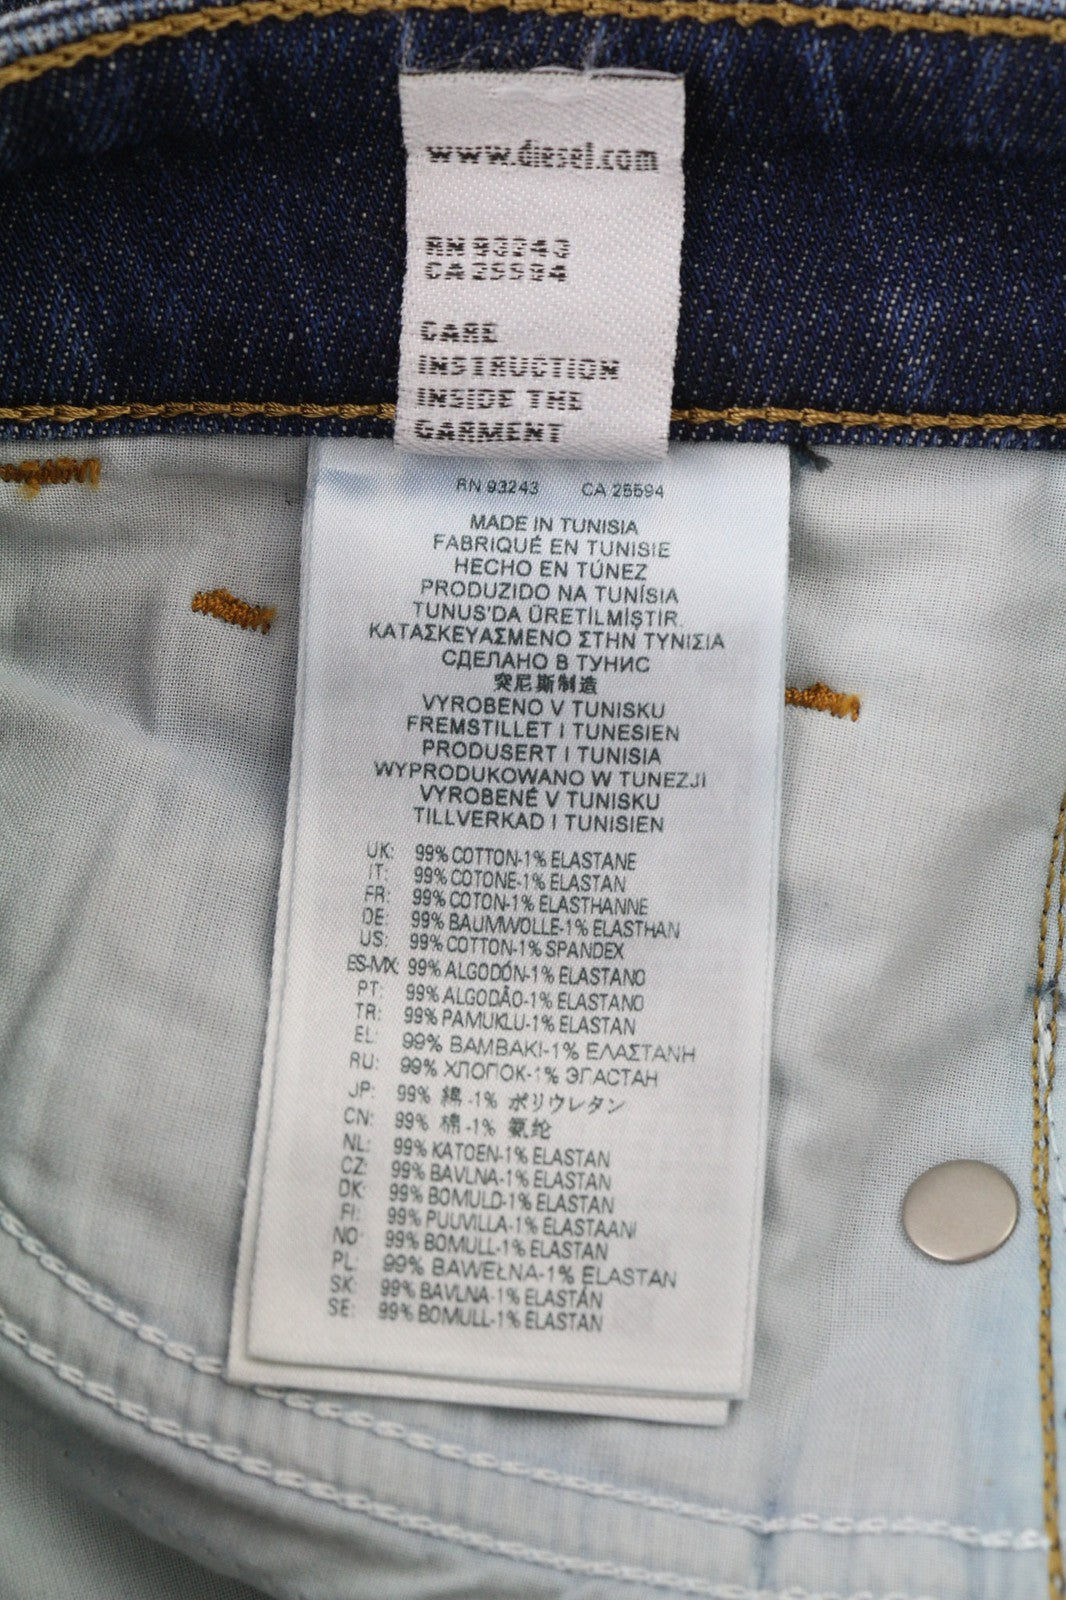 www.diesel.com
RN 93243
CA 25594
CARE
INSTRUCTION
INSIDE THE
GARMENT
RN 93243 CA 25594
MADE IN TUNISIA
FABRIQUÉ EN TUNISIE
HECHO EN TÚNEZ
PRODUZIDO NA TUNÍSIA
TUNUS'DA ÜRETİLMİŞTİR.
ΚΑΤΑΣΚΕΥΑΣΜΕΝΟ ΣΤΗΝ ΤΥΝΙΣΙΑ
СДЕЛАНО В ТУНИС
突尼斯制造
VYROBENO V TUNISKU
FREMSTILLET I TUNESIEN
PRODUSERT I TUNISIA
WYPRODUKOWANO W TUNEZJI
VYROBENÉ V TUNISKU
TILLVERKAD I TUNISIEN
UK: 99% COTTON-1% ELASTANE
IT: 99% COTONE-1% ELASTAN
FR: 99% COTON-1% ELASTHANNE
DE: 99% BAUMWOLLE-1% ELASTHAN
US: 99% COTTON-1% SPANDEX
ES-MX: 99% ALGODÓN-1% ELASTANO
PT: 99% ALGODÃO-1% ELASTANO
TR: 99% PAMUKLU-1% ELASTAN
EL: 99% ΒΑΜΒΑΚΙ-1% ΕΛΑΣΤΑΝΗ
RU: 99% ХЛОПОК-1% ЭЛАСТАН
JP: 99% 綿 -1% ポリウレタン
CN: 99% 棉 -1% 氨纶
NL: 99% KATOEN-1% ELASTAN
CZ: 99% BAVLNA-1% ELASTAN
DK: 99% BOMULD-1% ELASTAN
FI: 99% PUUVILLA-1% ELASTAANI
NO: 99% BOMULL-1% ELASTAN
PL: 99% BAWEŁNA-1% ELASTAN
SK: 99% BAVLNA-1% ELASTÁN
SE: 99% BOMULL-1% ELASTAN